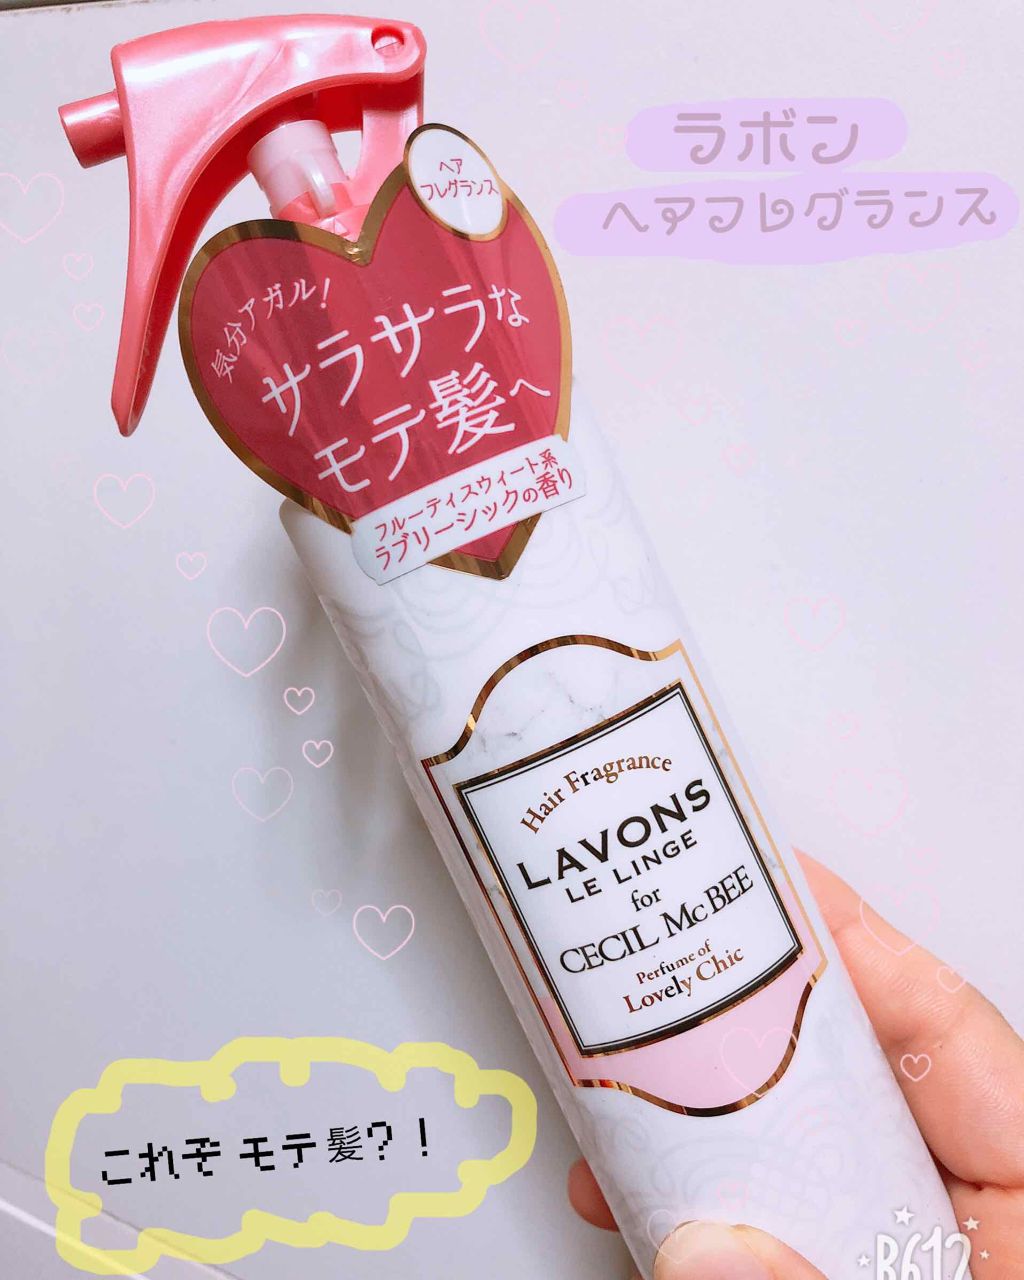 ラボン
ヘアフレグランス
ヘア
フレグランス
気分アガル!
サラサラな
モテ髪へ
フルーティスウィート系
ラブリーシックの香り
Hair Fragrance
LAVONS
LE LINGE
for
CECIL McBEE
Perfume of
Lovely Chic
これぞモテ髪?!
B612